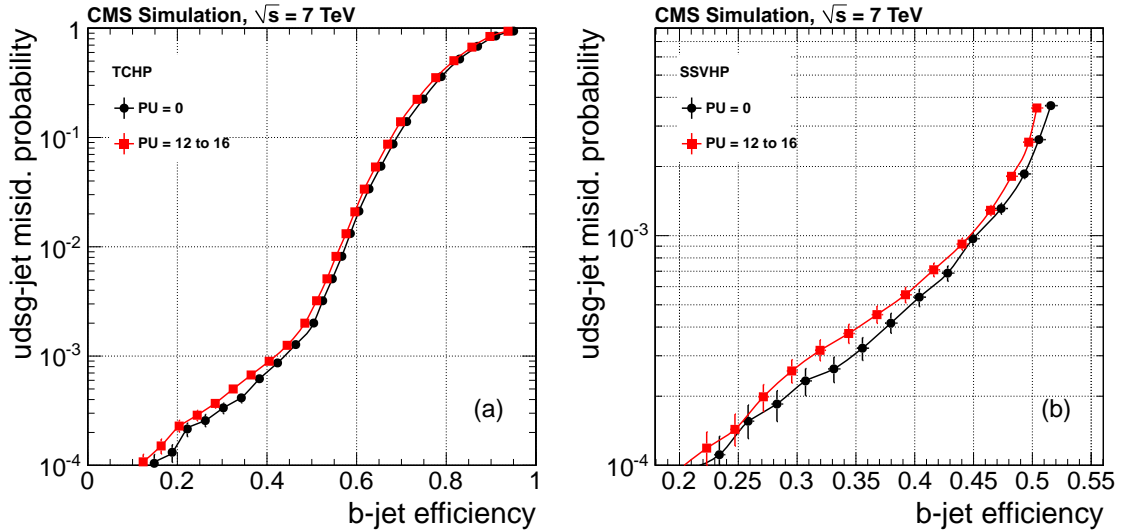 CMS Simulation, √s = 7 TeV
udsg-jet misid. probability
1
10⁻¹
10⁻²
10⁻³
10⁻⁴
TCHP
PU = 0
PU = 12 to 16
(a)
0 0.2 0.4 0.6 0.8 1
b-jet efficiency
CMS Simulation, √s = 7 TeV
udsg-jet misid. probability
10⁻³
10⁻⁴
SSVHP
PU = 0
PU = 12 to 16
(b)
0.2 0.25 0.3 0.35 0.4 0.45 0.5 0.55
b-jet efficiency